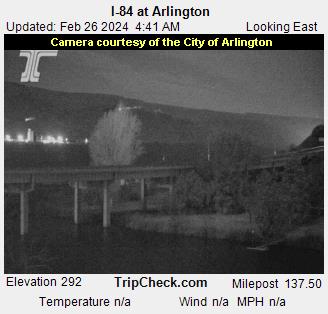 I-84 at Arlington
Updated: Feb 26 2024 4:41 AM Looking East
Camera courtesy of the City of Arlington
Elevation 292 TripCheck.com Milepost 137.50
Temperature n/a Wind n/a MPH n/a